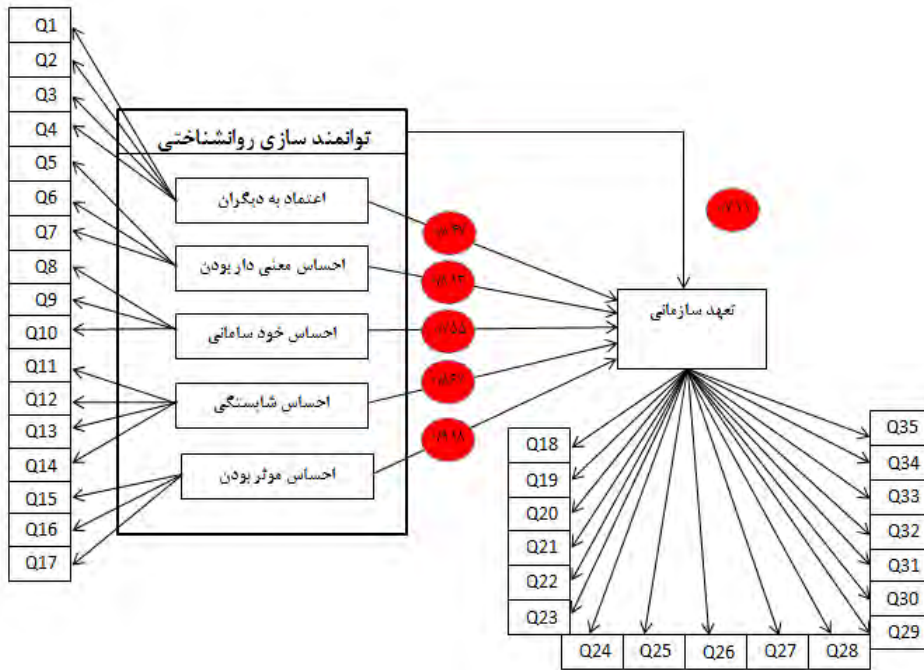 Q1
Q2
Q3
Q4
Q5
Q6
Q7
Q8
Q9
Q10
Q11
Q12
Q13
Q14
Q15
Q16
Q17
توانمند سازی روانشناختی
اعتماد به دیگران
احساس معنی دار بودن
احساس خود سامانی
احساس شایستگی
احساس موثر بودن
تعهد سازمانی
Q18
Q19
Q20
Q21
Q22
Q23
Q24
Q25
Q26
Q27
Q28
Q35
Q34
Q33
Q32
Q31
Q30
Q29